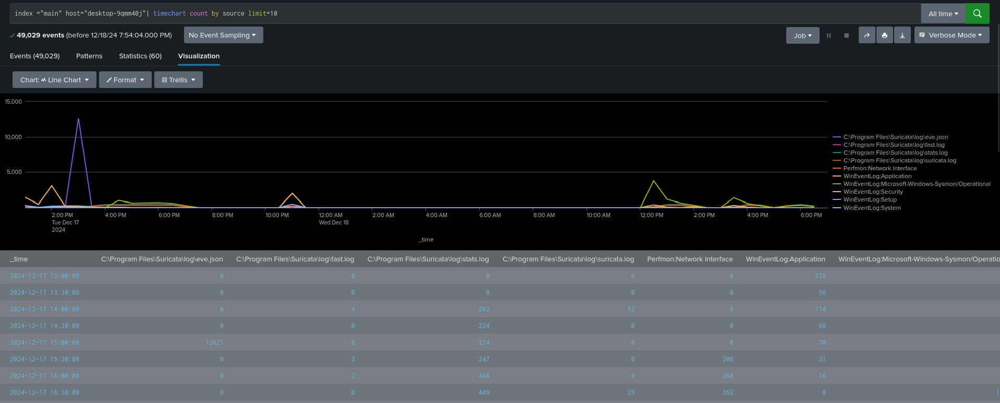 index ="main" host="desktop-9qmm40j"| timechart count by source limit=10
All time
49,029 events (before 12/18/24 7:54:04.000 PM)
No Event Sampling
Job
Verbose Mode
Events (49,029)
Patterns
Statistics (60)
Visualization
Chart: Line Chart
Format
Trellis
15,000
10,000
5,000
2:00 PM
Tue Dec 17
2024
4:00 PM
6:00 PM
8:00 PM
10:00 PM
12:00 AM
Wed Dec 18
2:00 AM
4:00 AM
6:00 AM
8:00 AM
10:00 AM
12:00 PM
2:00 PM
4:00 PM
6:00 PM
_time
C:\Program Files\Suricata\log\eve.json
C:\Program Files\Suricata\log\fast.log
C:\Program Files\Suricata\log\stats.log
C:\Program Files\Suricata\log\suricata.log
Perfmon:Network Interface
WinEventLog:Application
WinEventLog:Microsoft-Windows-Sysmon/Operational
WinEventLog:Security
WinEventLog:Setup
WinEventLog:System
_time C:\Program Files\Suricata\log\eve.json C:\Program Files\Suricata\log\fast.log C:\Program Files\Suricata\log\stats.log C:\Program Files\Suricata\log\suricata.log Perfmon:Network Interface WinEventLog:Application WinEventLog:Microsoft-Windows-Sysmon/Operatio
2024-12-17 13:00:00 0 0 0 0 0 228
2024-12-17 13:30:00 0 0 0 0 0 56
2024-12-17 14:00:00 0 4 262 92 0 114
2024-12-17 14:30:00 0 0 224 0 0 68
2024-12-17 15:00:00 12621 0 224 0 0 70
2024-12-17 15:30:00 0 3 247 0 206 31
2024-12-17 16:00:00 0 2 448 0 360 16
2024-12-17 16:30:00 0 0 449 29 352 8 1